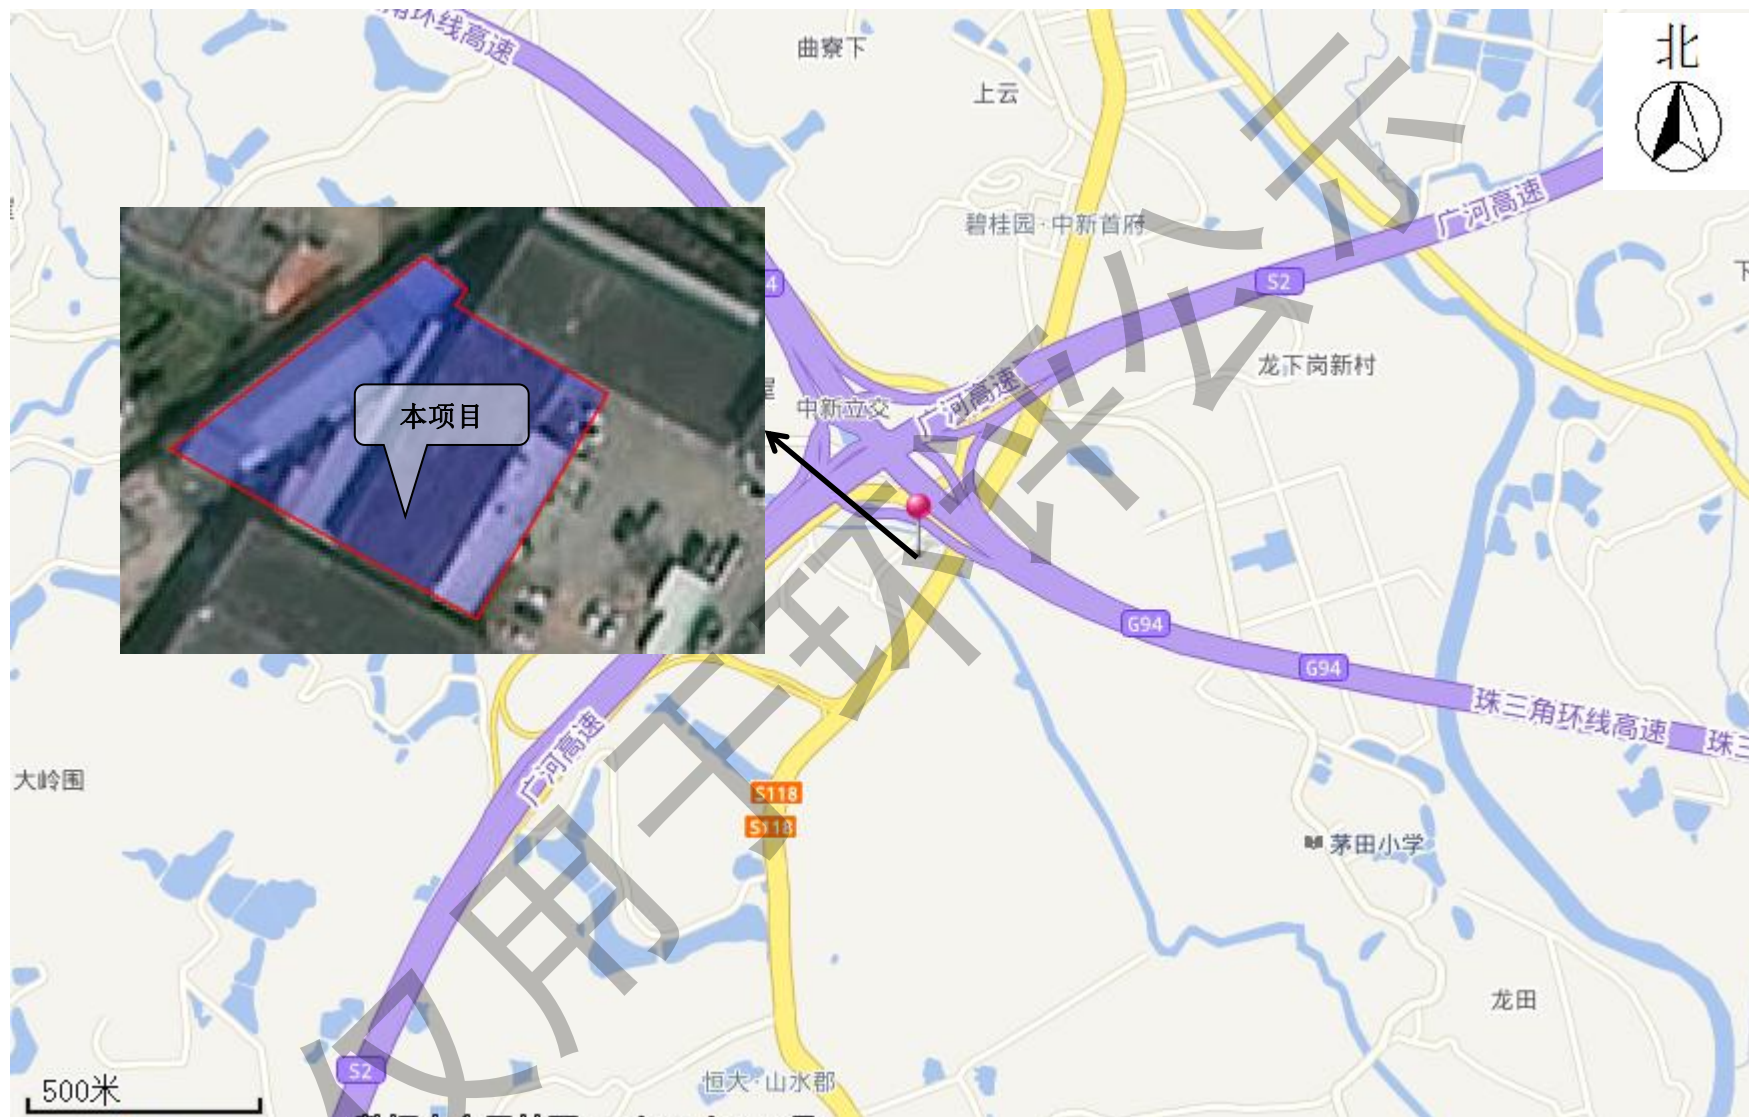 角环线高速
曲寮下
上云
北
碧桂园·中新首府
广河高速
S2
4
龙下岗新村
中新立交
广河高速
本项目
G94
G94
珠三角环线高速
珠三
广河高速
大岭围
S118
S118
茅田小学
龙田
S2
恒大·山水郡
500米
仅用于环评公示